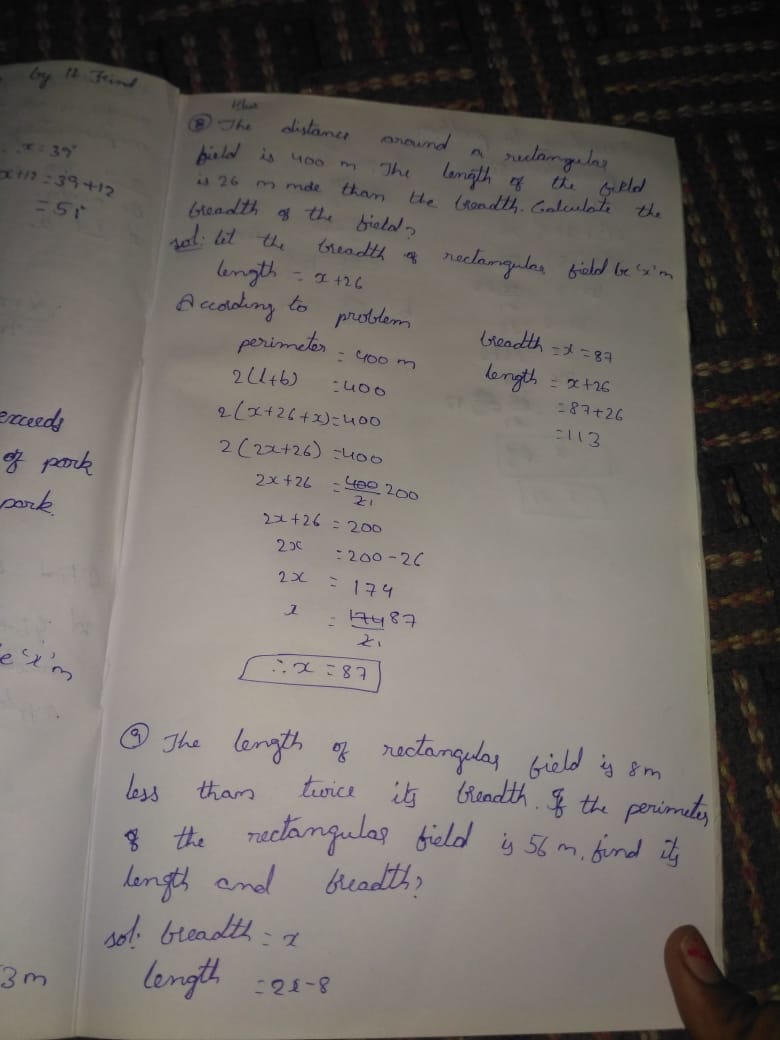 by 12 Find
x = 39
x+12 = 39+12
= 51
exceeds
of park
park.
e 'x'm
3 m
⑧ The distance around a rectangular
field is 400 m The length of the field
is 26 m more than the breadth. Calculate the
breadth of the field?
sol: let the breadth of rectangular field be 'x'm
length = x+26
According to problem
perimeter = 400 m
2(l+b) = 400
2(x+26+x) = 400
2(2x+26) = 400
2x+26 = 400/2 200
2x+26 = 200
2x = 200-26
2x = 174
x = 174/2 87
∴ x = 87
breadth = x = 87
length = x+26
= 87+26
= 113
⑨ The length of rectangular field is 8m
less than twice its breadth. If the perimeter
of the rectangular field is 56 m, find its
length and breadth?
sol: breadth = x
length = 2x-8